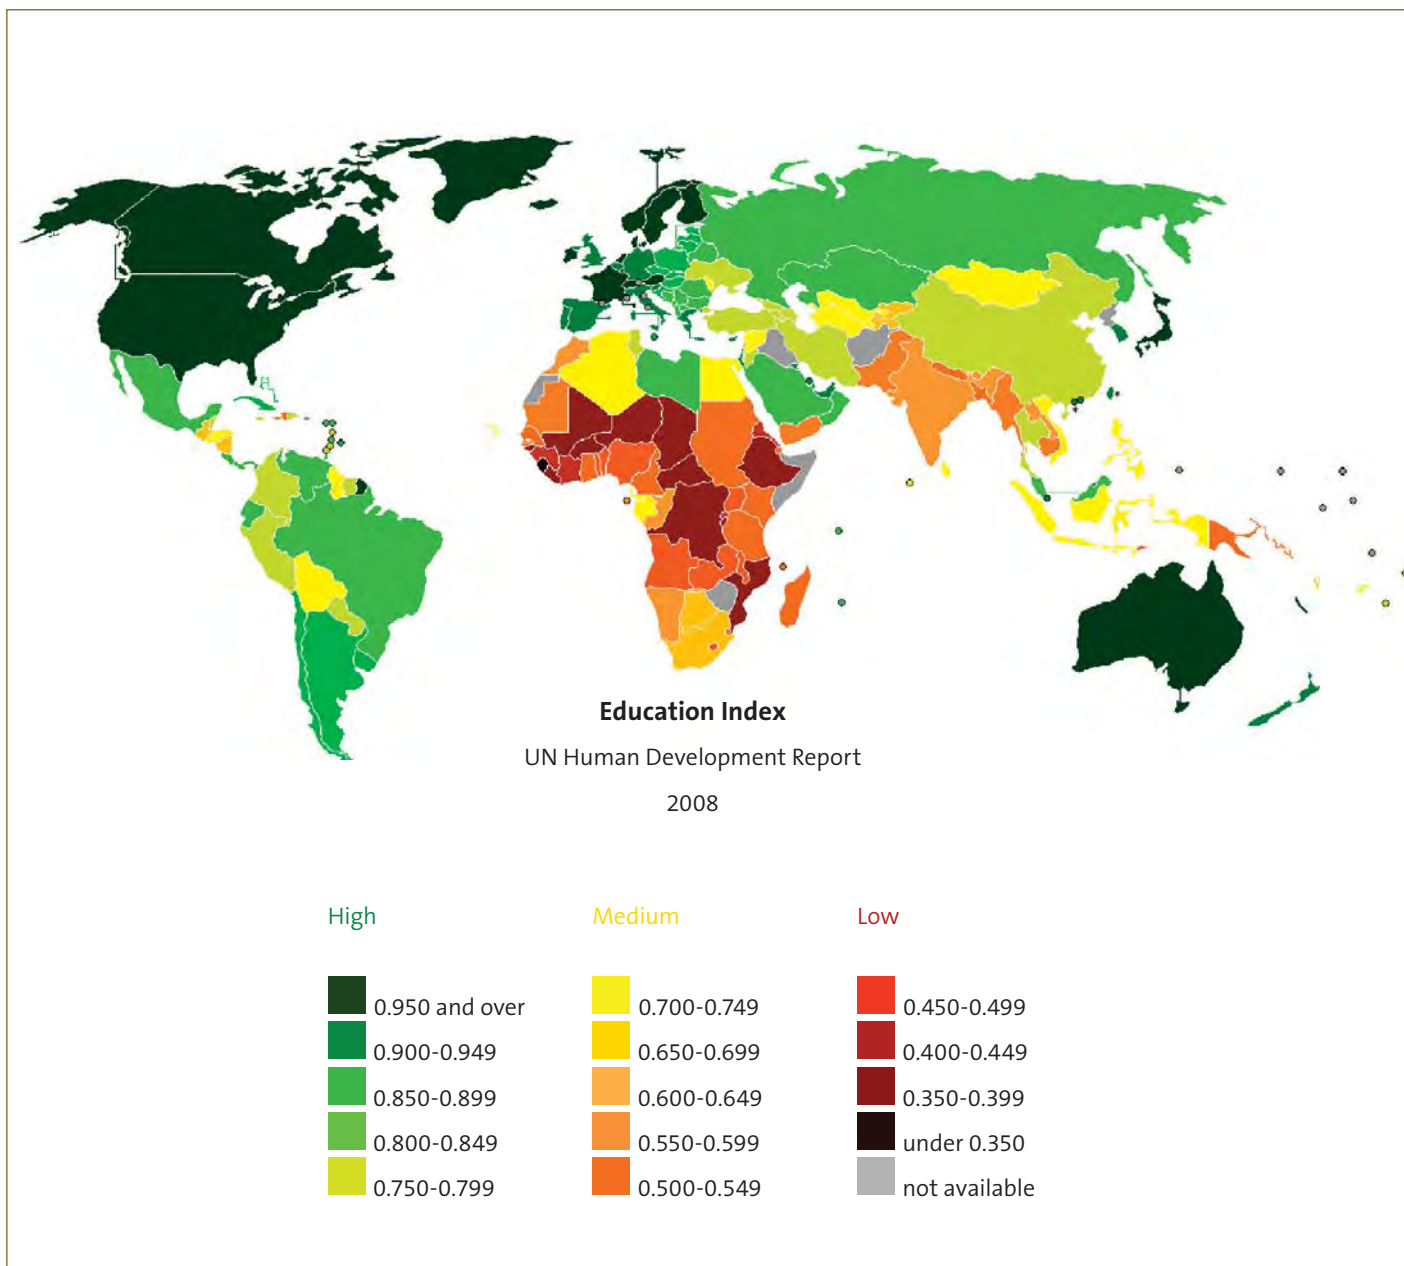 Education Index
UN Human Development Report
2008
High
0.950 and over
0.900-0.949
0.850-0.899
0.800-0.849
0.750-0.799
Medium
0.700-0.749
0.650-0.699
0.600-0.649
0.550-0.599
0.500-0.549
Low
0.450-0.499
0.400-0.449
0.350-0.399
under 0.350
not available